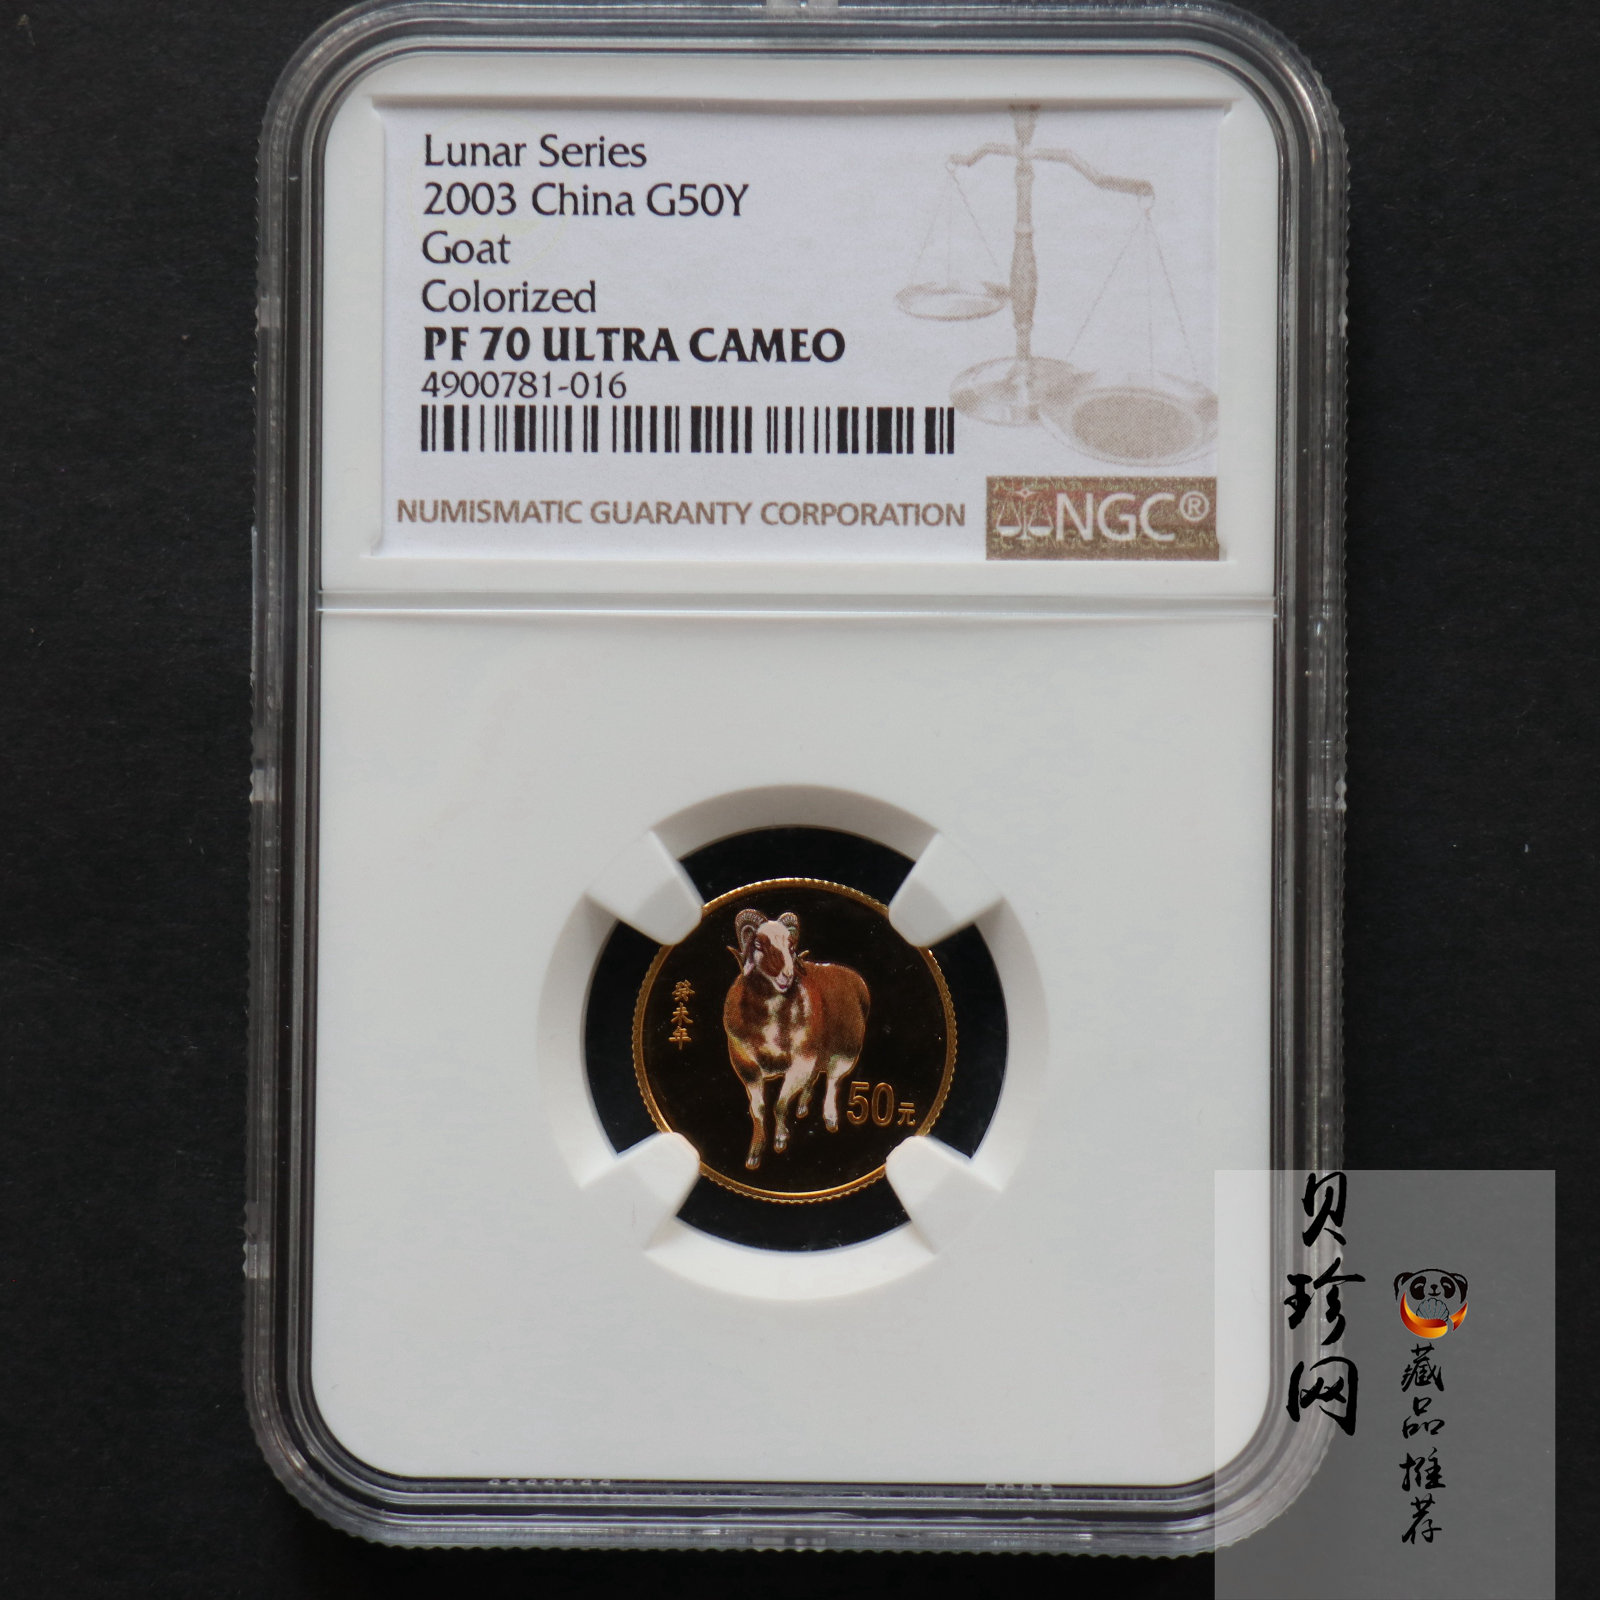 Lunar Series
2003 China G50Y
Goat
Colorized
PF 70 ULTRA CAMEO
4900781-016
NUMISMATIC GUARANTY CORPORATION
NGC®
癸未年
50元
贝珍网
藏品推荐